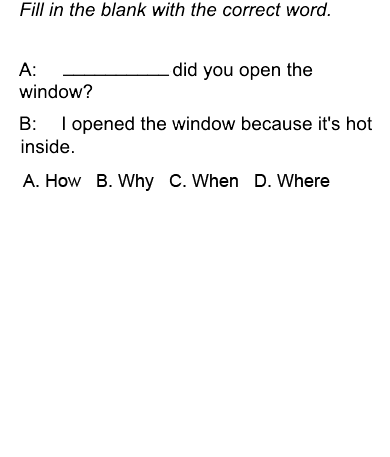 Fill in the blank with the correct word.
A: __________ did you open the
window?
B: I opened the window because it's hot
inside.
A. How B. Why C. When D. Where